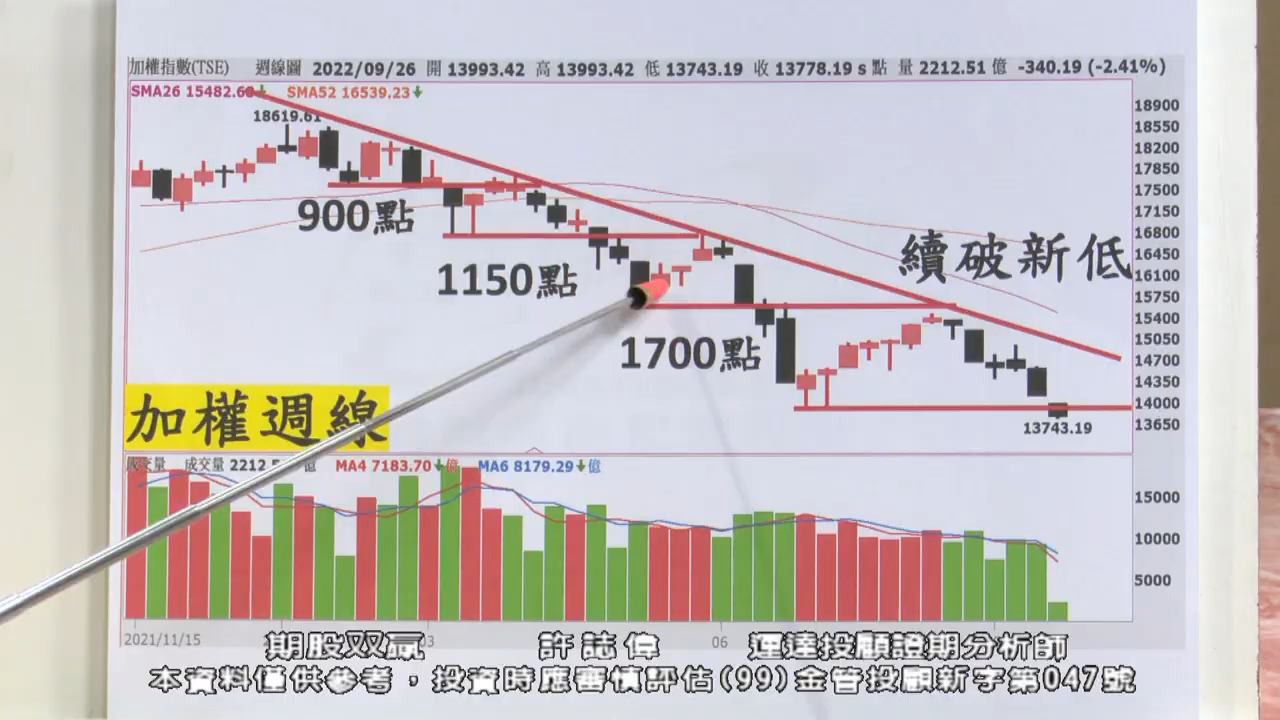 加權指數(TSE) 週線圖 2022/09/26 開 13993.42 高 13993.42 低 13743.19 收 13778.19 s 點 量 2212.51 億 -340.19 (-2.41%)
SMA26 15482.6 SMA52 16539.23
18619.61
18900
18550
18200
17850
17500
17150
16800
16450
16100
15750
15400
15050
14700
14350
14000
13650
900點
1150點
1700點
續破新低
13743.19
加權週線
成交量 成交量 2212.5 億 MA4 7183.70 億 MA6 8179.29 億
15000
10000
5000
2021/11/15 03 06
期股双贏 許誌偉 運達投顧證期分析師
本資料僅供參考，投資時應審慎評估(99)金管投顧新字第047號